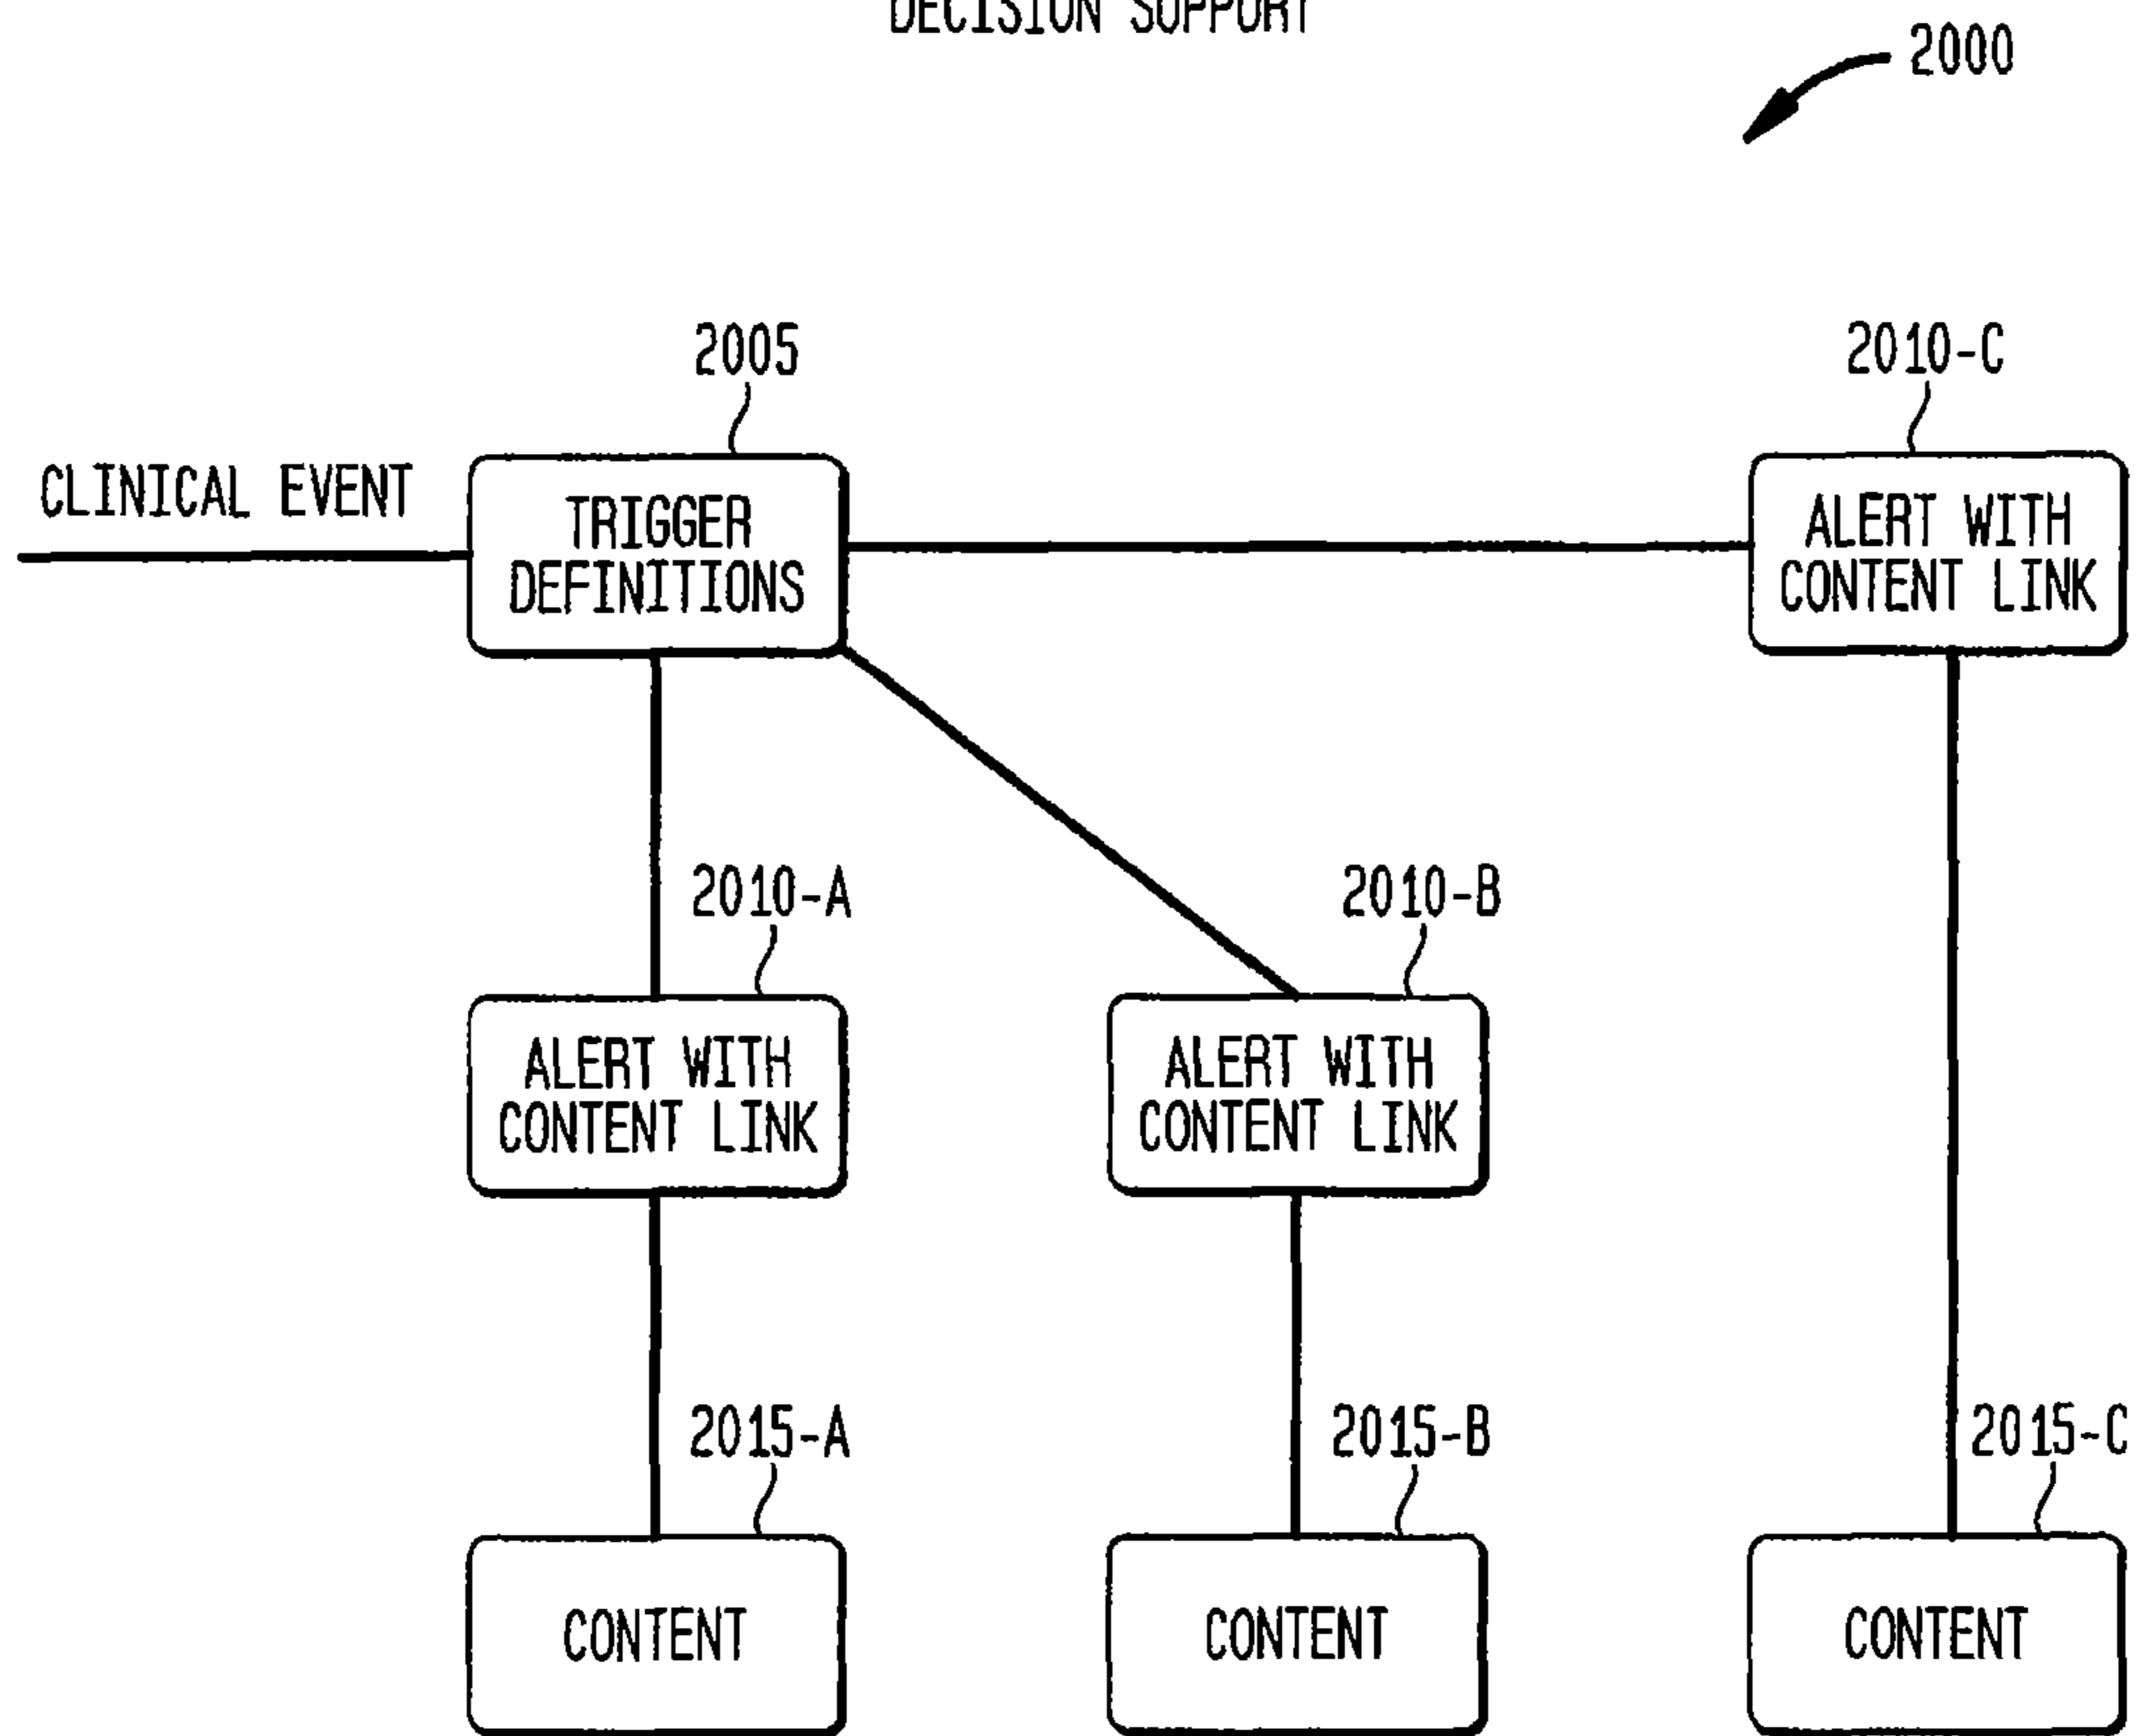 DECISION SUPPORT
2000
2005
2010-C
CLINICAL EVENT
TRIGGER
DEFINITIONS
ALERT WITH
CONTENT LINK
2010-A
2010-B
ALERT WITH
CONTENT LINK
ALERT WITH
CONTENT LINK
2015-A
2015-B
2015-C
CONTENT
CONTENT
CONTENT